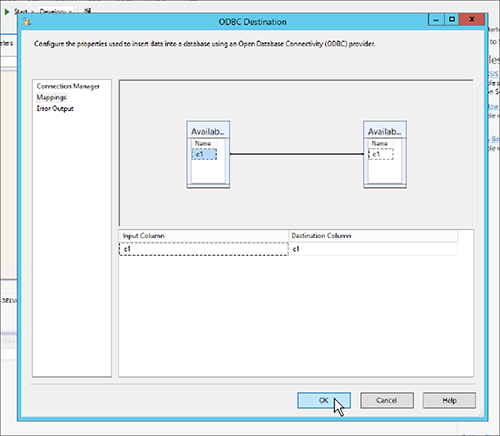 Start
Develop
ODBC Destination
Configure the properties used to insert data into a database using an Open Database Connectivity (ODBC) provider.
Connection Manager
Mappings
Error Output
Availab...
Name
c1
Availab...
Name
c1
Input Column
Destination Column
c1
c1
OK
Cancel
Help